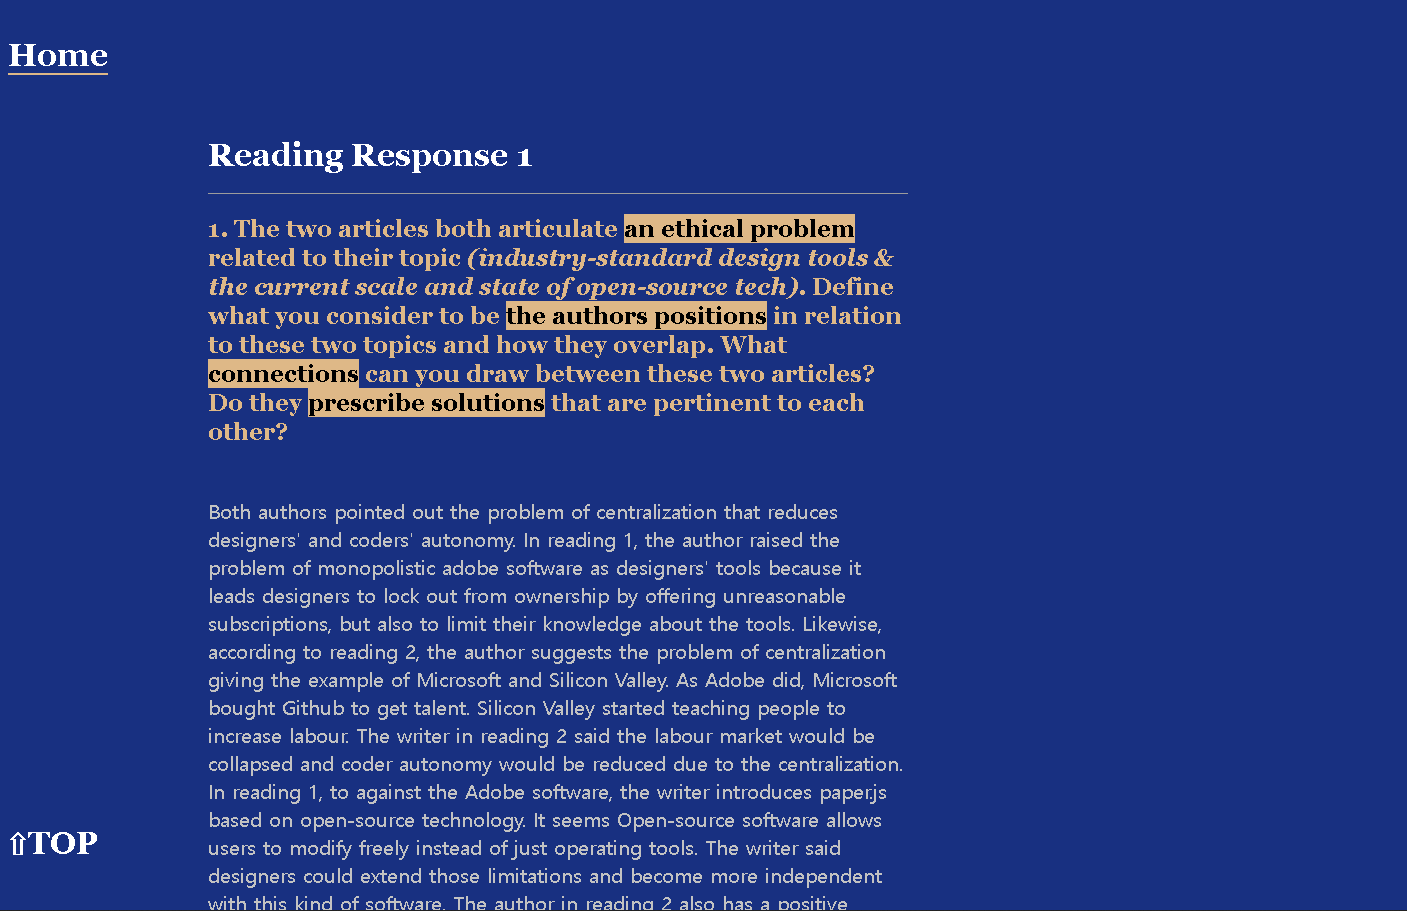 Home
Reading Response 1
1. The two articles both articulate an ethical problem
related to their topic (industry-standard design tools &
the current scale and state of open-source tech). Define
what you consider to be the authors positions in relation
to these two topics and how they overlap. What
connections can you draw between these two articles?
Do they prescribe solutions that are pertinent to each
other?
Both authors pointed out the problem of centralization that reduces
designers' and coders' autonomy. In reading 1, the author raised the
problem of monopolistic adobe software as designers' tools because it
leads designers to lock out from ownership by offering unreasonable
subscriptions, but also to limit their knowledge about the tools. Likewise,
according to reading 2, the author suggests the problem of centralization
giving the example of Microsoft and Silicon Valley. As Adobe did, Microsoft
bought Github to get talent. Silicon Valley started teaching people to
increase labour. The writer in reading 2 said the labour market would be
collapsed and coder autonomy would be reduced due to the centralization.
In reading 1, to against the Adobe software, the writer introduces paper.js
based on open-source technology. It seems Open-source software allows
users to modify freely instead of just operating tools. The writer said
designers could extend those limitations and become more independent
with this kind of software. The author in reading 2 also has a positive
⇧TOP